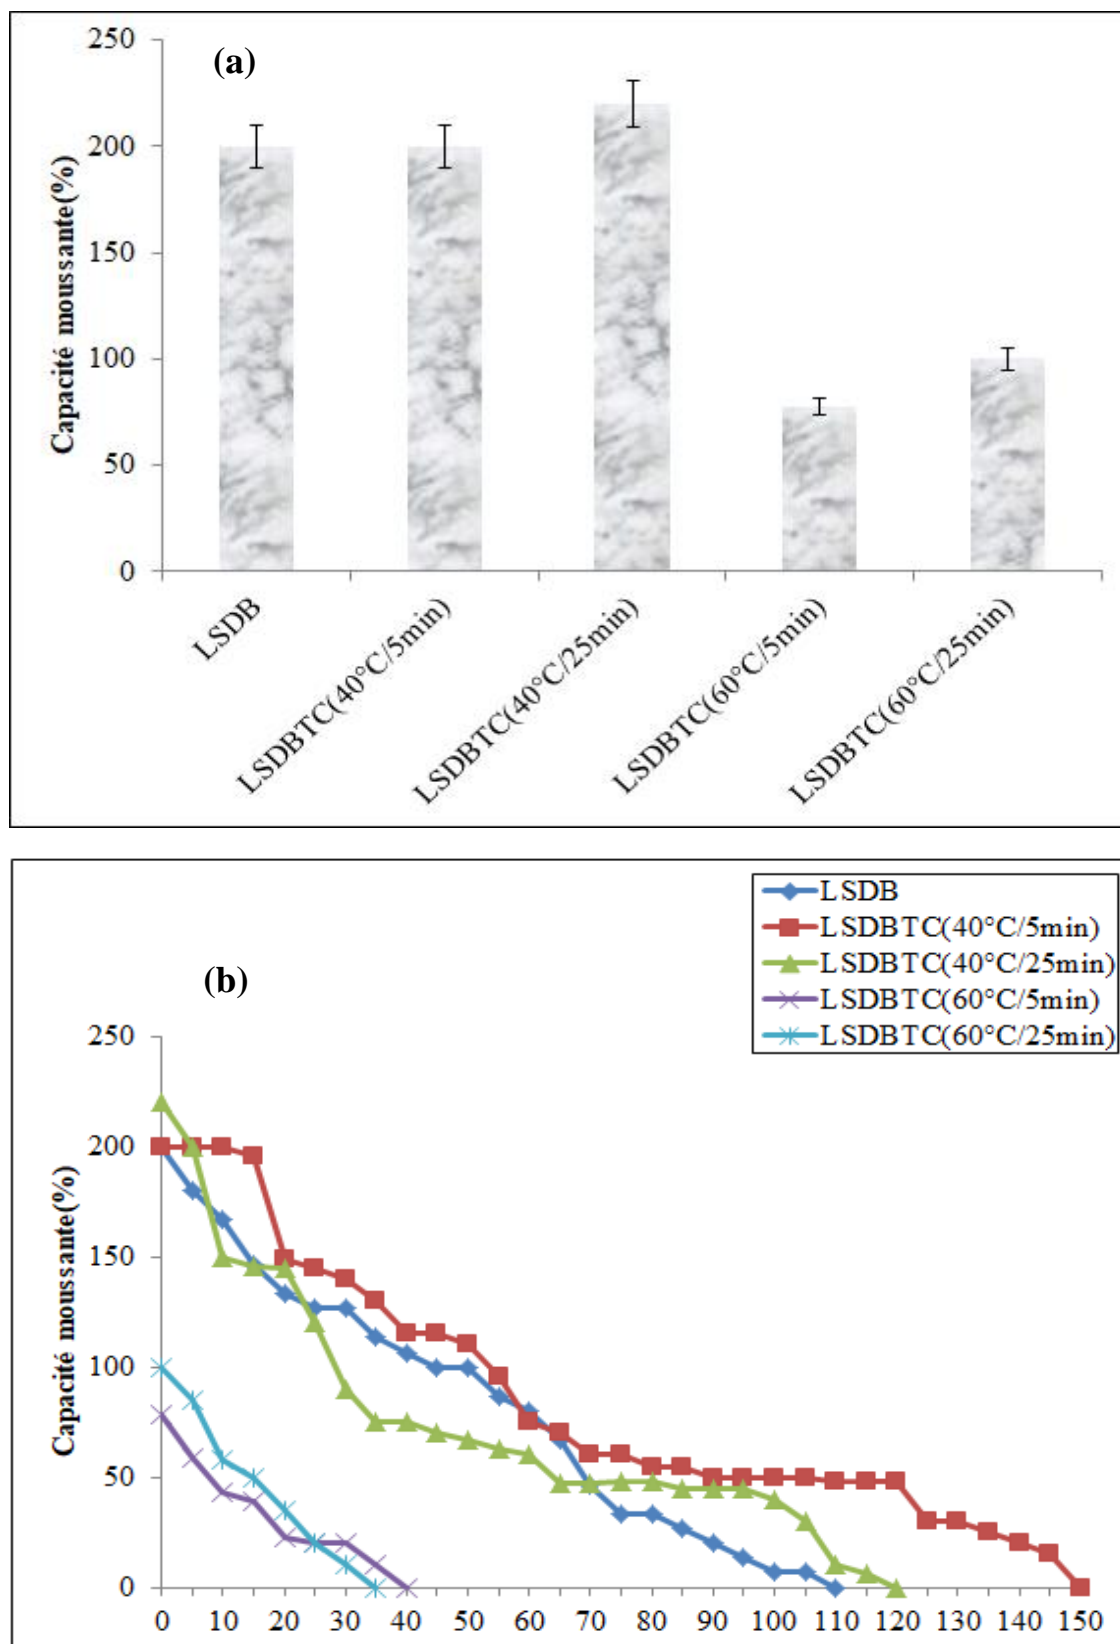 (a)
Capacité moussante(%)
250
200
150
100
50
0
LSDB
LSDBTC(40°C/5min)
LSDBTC(40°C/25min)
LSDBTC(60°C/5min)
LSDBTC(60°C/25min)
LSDB
LSDBTC(40°C/5min)
LSDBTC(40°C/25min)
LSDBTC(60°C/5min)
LSDBTC(60°C/25min)
(b)
Capacité moussante(%)
250
200
150
100
50
0
0 10 20 30 40 50 60 70 80 90 100 110 120 130 140 150